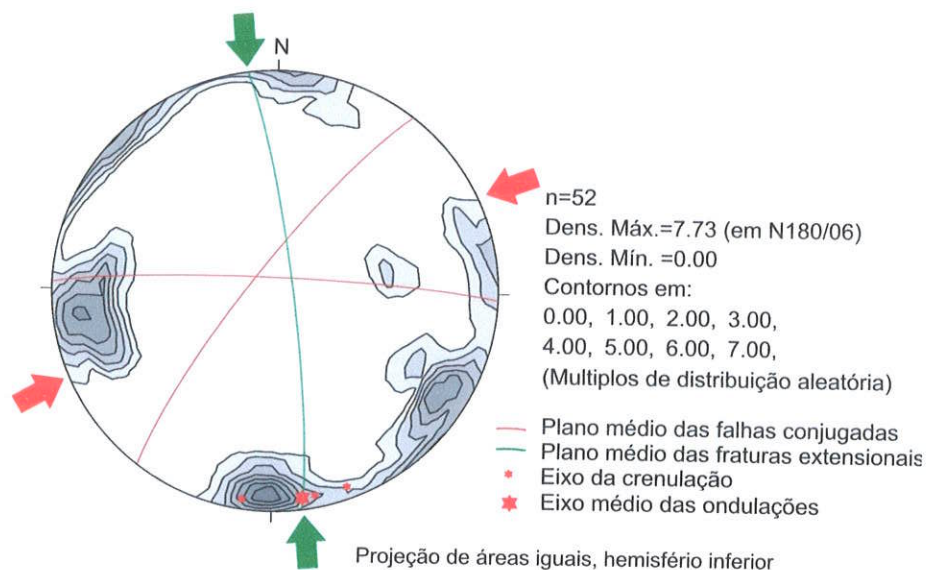 N
n=52
Dens. Máx.=7.73 (em N180/06)
Dens. Mín. =0.00
Contornos em:
0.00, 1.00, 2.00, 3.00,
4.00, 5.00, 6.00, 7.00,
(Multiplos de distribuição aleatória)
Plano médio das falhas conjugadas
Plano médio das fraturas extensionais
Eixo da crenulação
Eixo médio das ondulações
Projeção de áreas iguais, hemisfério inferior